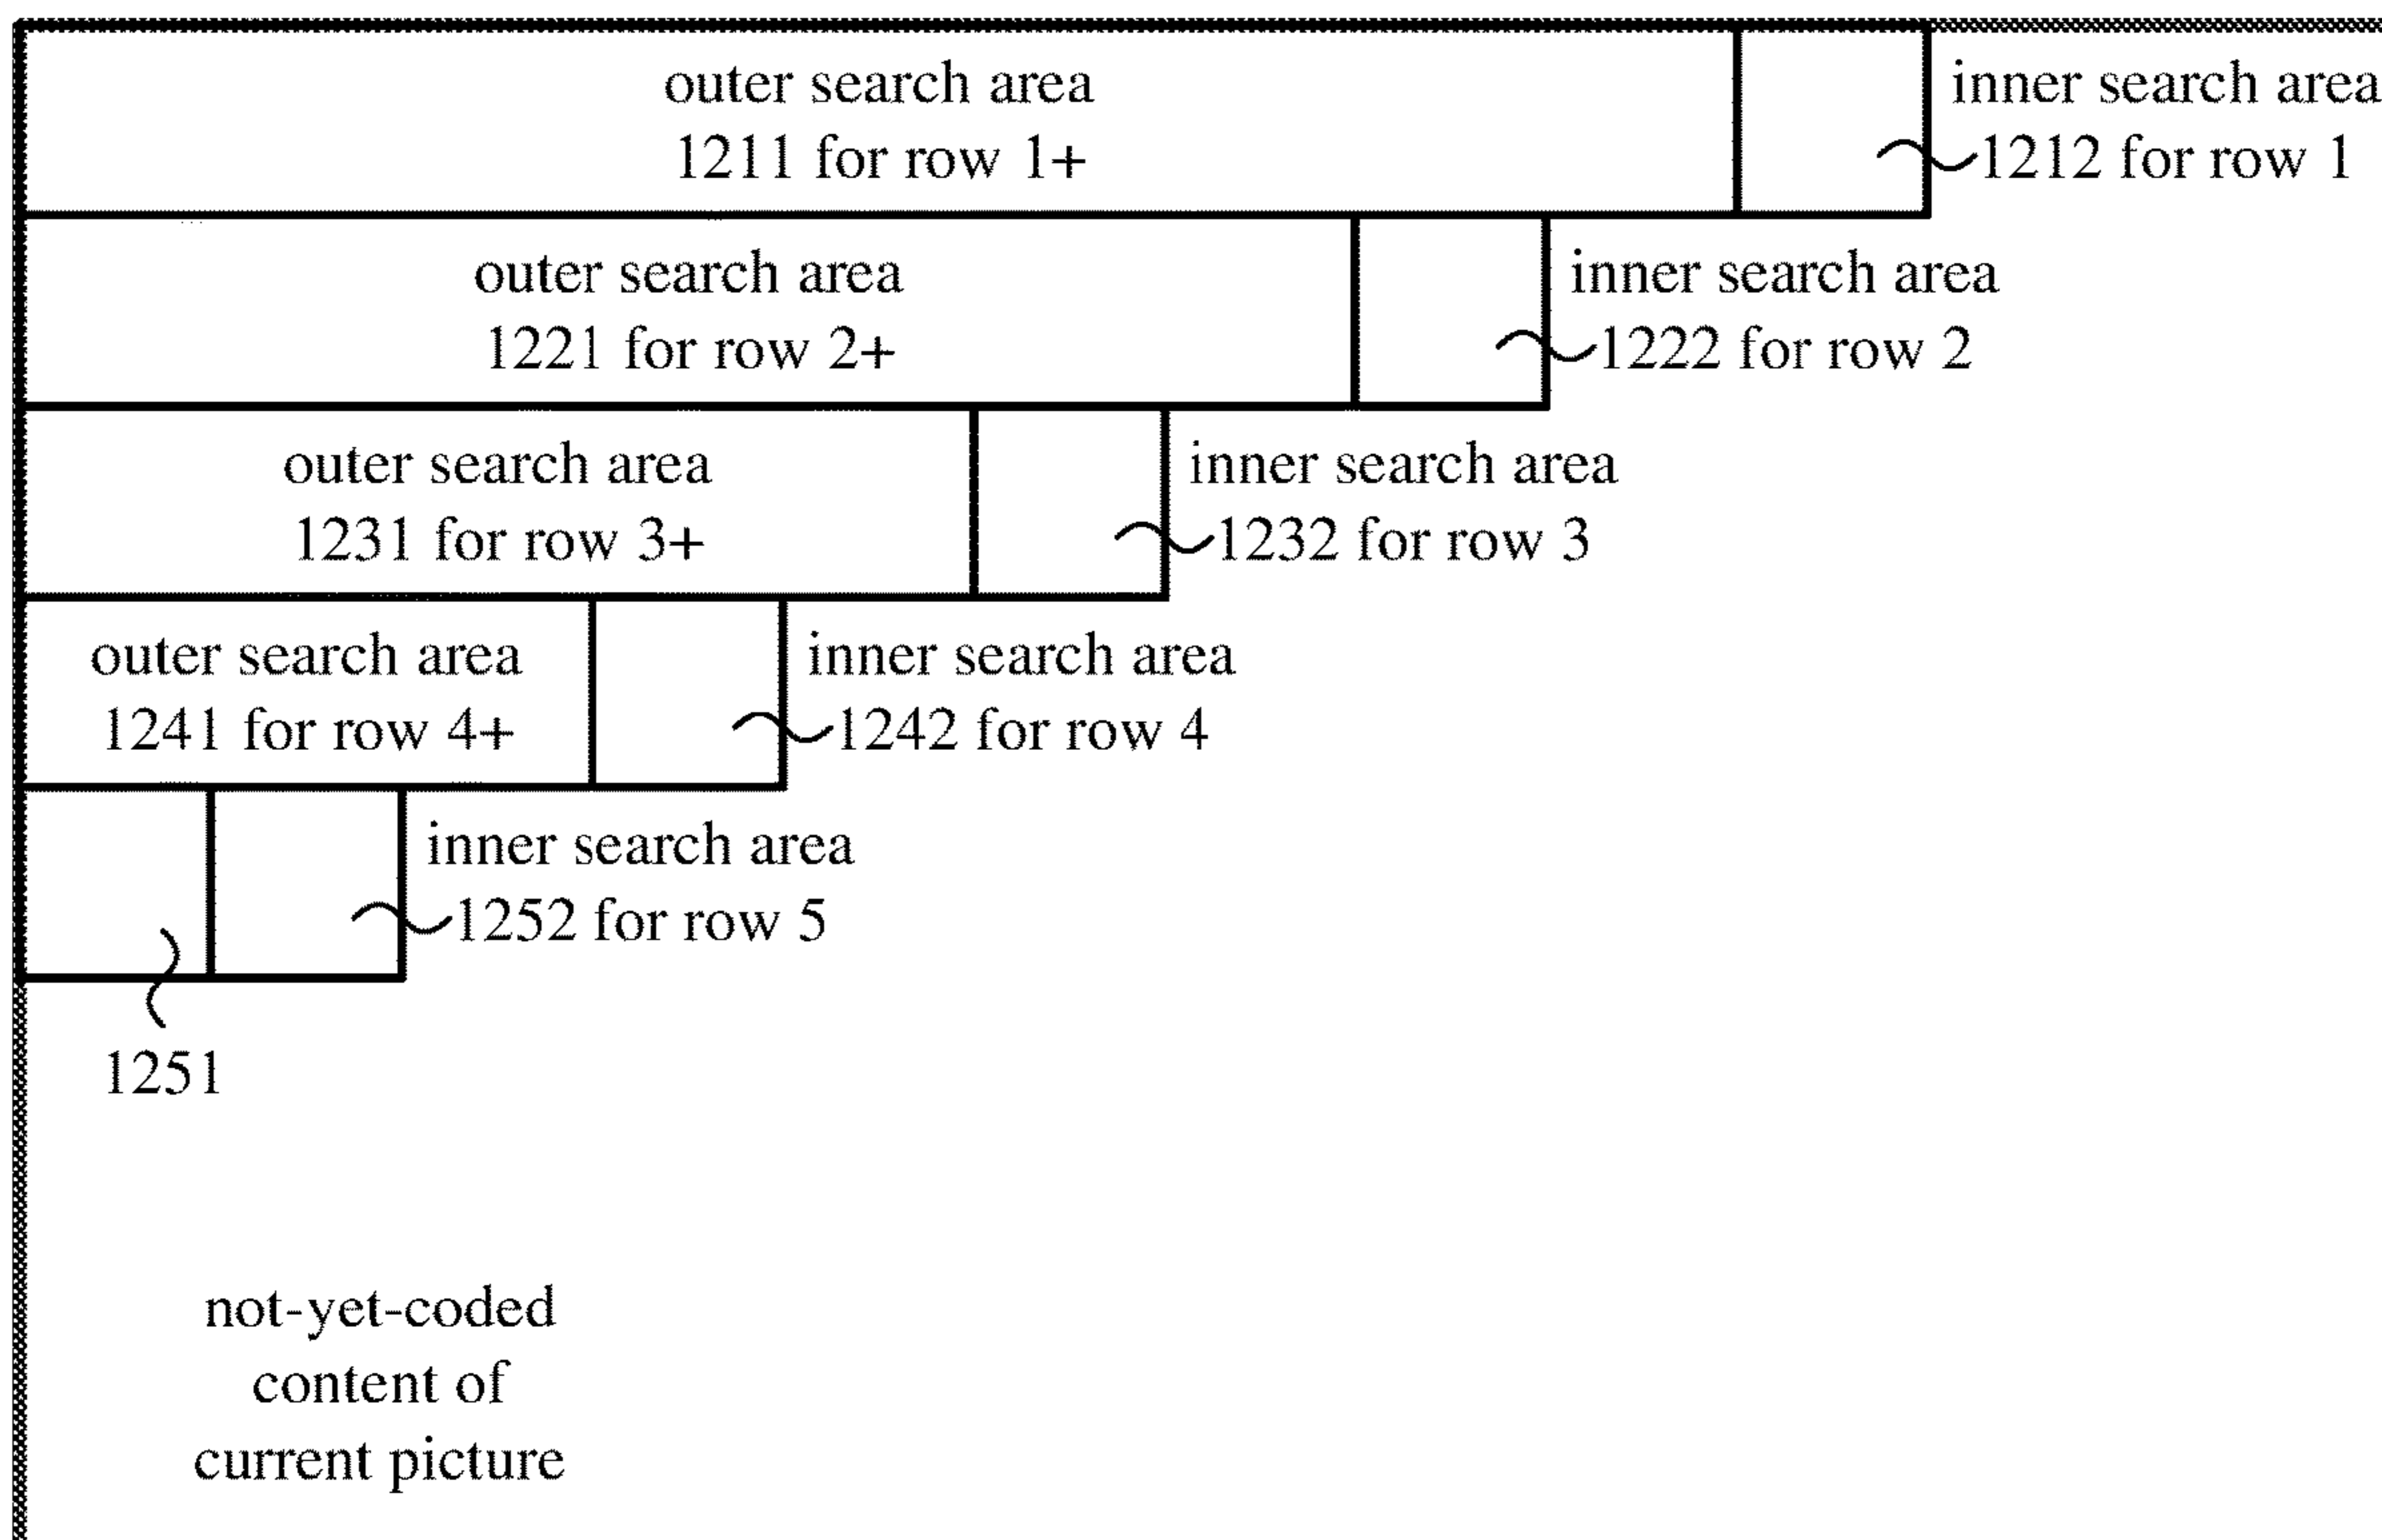 outer search area
1211 for row 1+
inner search area
1212 for row 1
outer search area
1221 for row 2+
inner search area
1222 for row 2
outer search area
1231 for row 3+
inner search area
1232 for row 3
outer search area
1241 for row 4+
inner search area
1242 for row 4
inner search area
1252 for row 5
1251
not-yet-coded
content of
current picture